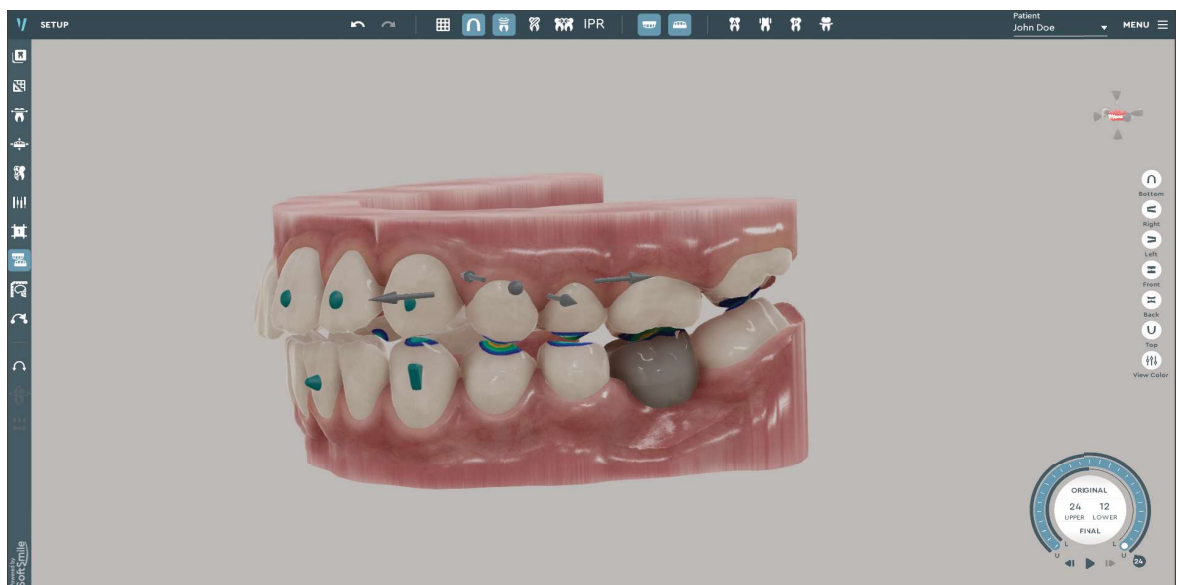 SETUP
IPR
Patient
John Doe
MENU
Bottom
Right
Left
Front
Back
Top
View Color
ORIGINAL
24 12
UPPER LOWER
FINAL
L L
U U
24
SoftSmile